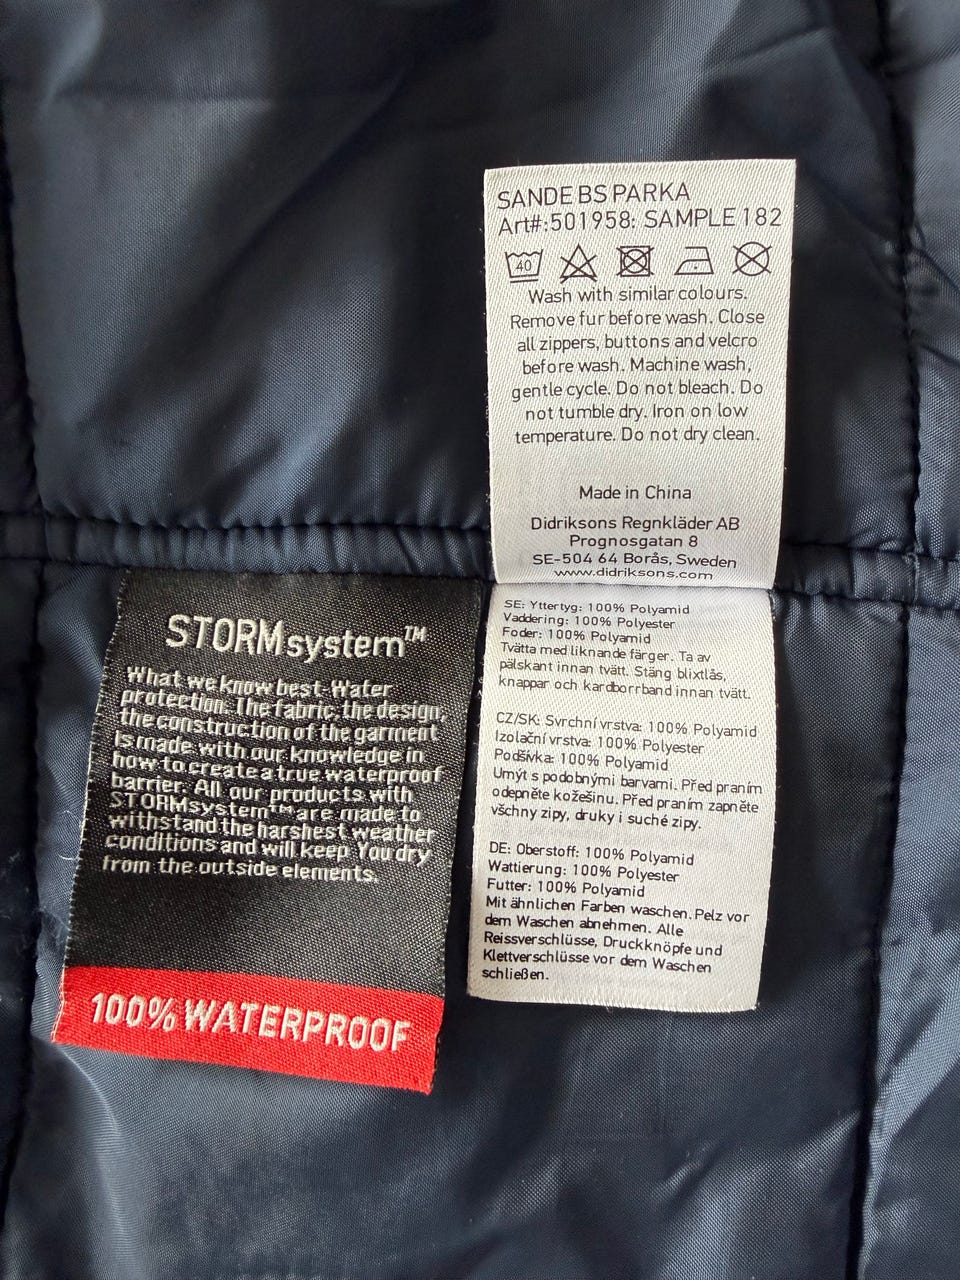 SANDE BS PARKA
Art#:501958: SAMPLE 182
40
Wash with similar colours.
Remove fur before wash. Close
all zippers, buttons and velcro
before wash. Machine wash,
gentle cycle. Do not bleach. Do
not tumble dry. Iron on low
temperature. Do not dry clean.
Made in China
Didriksons Regnkläder AB
Prognosgatan 8
SE-504 64 Borås, Sweden
www.didriksons.com
STORMsystem™
What we know best-Water
protection. The fabric, the design,
the construction of the garment
Is made with our knowledge in
how to create a true waterproof
barrier. All our products with
STORMsystem™ are made to
withstand the harshest weather
conditions and will keep You dry
from the outside elements.
100% WATERPROOF
SE: Yttertyg: 100% Polyamid
Vaddering: 100% Polyester
Foder: 100% Polyamid
Tvätta med liknande färger. Ta av
pälskant innan tvätt. Stäng blixtlås,
knappar och kardborrband innan tvätt.
CZ/SK: Svrchní vrstva: 100% Polyamid
Izolační vrstva: 100% Polyester
Podšívka: 100% Polyamid
Umýt s podobnými barvami. Před praním
odepněte kožešinu. Před praním zapněte
všchny zipy, druky i suché zipy.
DE: Oberstoff: 100% Polyamid
Wattierung: 100% Polyester
Futter: 100% Polyamid
Mit ähnlichen Farben waschen. Pelz vor
dem Waschen abnehmen. Alle
Reissverschlüsse, Druckknöpfe und
Klettverschlüsse vor dem Waschen
schließen.